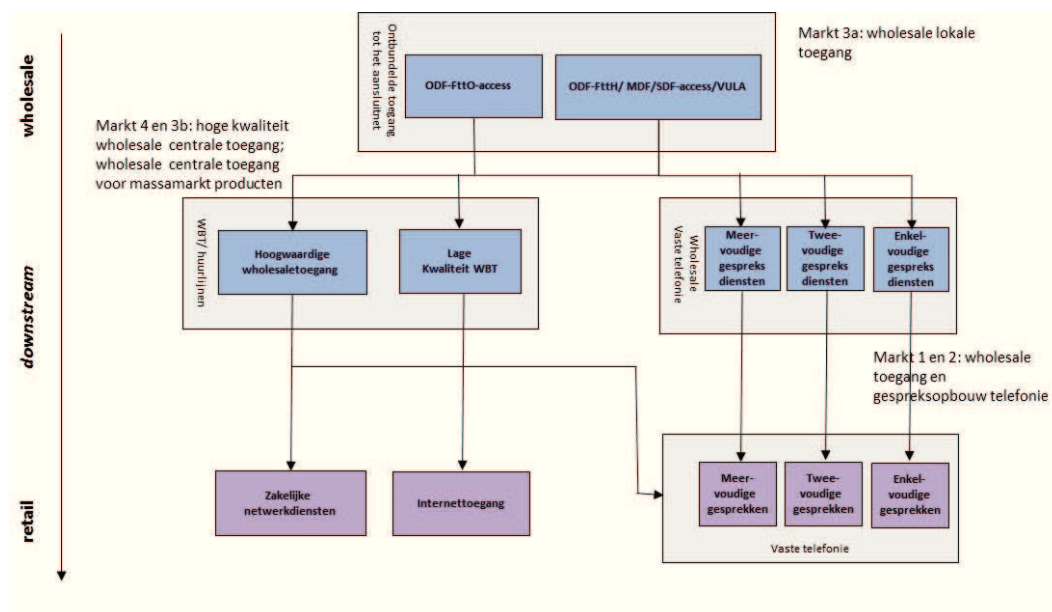 wholesale
downstream
retail
Markt 3a: wholesale lokale
toegang
Ontbundelde toegang
tot het aansluitnet
ODF-FttO-access
ODF-FttH/ MDF/SDF-access/VULA
Markt 4 en 3b: hoge kwaliteit
wholesale centrale toegang;
wholesale centrale toegang
voor massamarkt producten
WBT/ huurlijnen
Hoogwaardige
wholesaletoegang
Lage
Kwaliteit WBT
Wholesale
Vaste telefonie
Meer-
voudige
gespreks
diensten
Twee-
voudige
gespreks
diensten
Enkel-
voudige
gespreks
diensten
Markt 1 en 2: wholesale
toegang en
gespreksopbouw telefonie
Zakelijke
netwerkdiensten
Internettoegang
Meer-
voudige
gesprekken
Twee-
voudige
gesprekken
Enkel-
voudige
gesprekken
Vaste telefonie